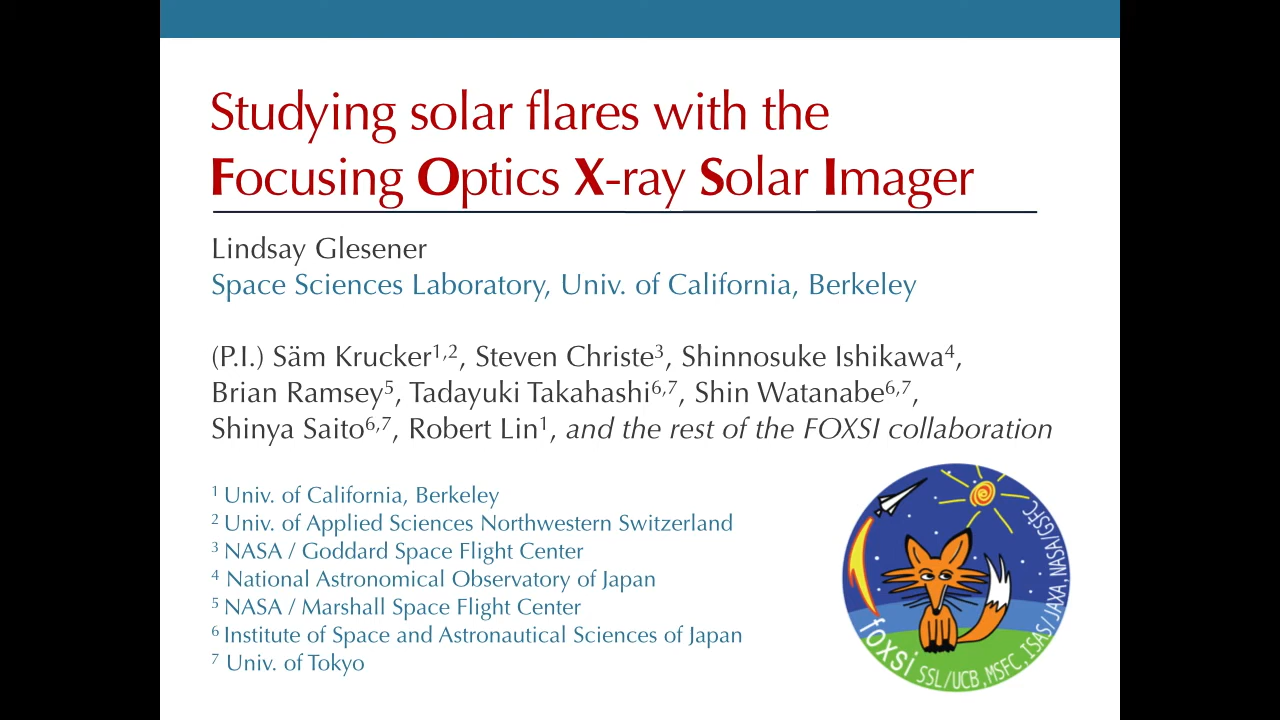 Studying solar flares with the
Focusing Optics X-ray Solar Imager
Lindsay Glesener
Space Sciences Laboratory, Univ. of California, Berkeley
(P.I.) Säm Krucker¹,², Steven Christe³, Shinnosuke Ishikawa⁴,
Brian Ramsey⁵, Tadayuki Takahashi⁶,⁷, Shin Watanabe⁶,⁷,
Shinya Saito⁶,⁷, Robert Lin¹, and the rest of the FOXSI collaboration
¹ Univ. of California, Berkeley
² Univ. of Applied Sciences Northwestern Switzerland
³ NASA / Goddard Space Flight Center
⁴ National Astronomical Observatory of Japan
⁵ NASA / Marshall Space Flight Center
⁶ Institute of Space and Astronautical Sciences of Japan
⁷ Univ. of Tokyo
foxsi SSL/UCB, MSFC, ISAS/JAXA, NASA/GSFC